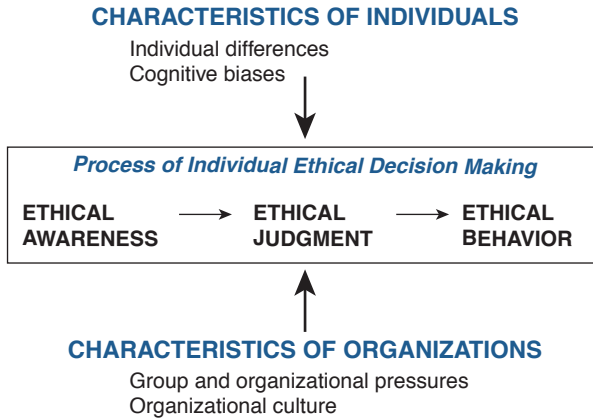 CHARACTERISTICS OF INDIVIDUALS
Individual differences
Cognitive biases
Process of Individual Ethical Decision Making
ETHICAL ETHICAL ETHICAL
AWARENESS JUDGMENT BEHAVIOR
CHARACTERISTICS OF ORGANIZATIONS
Group and organizational pressures
Organizational culture